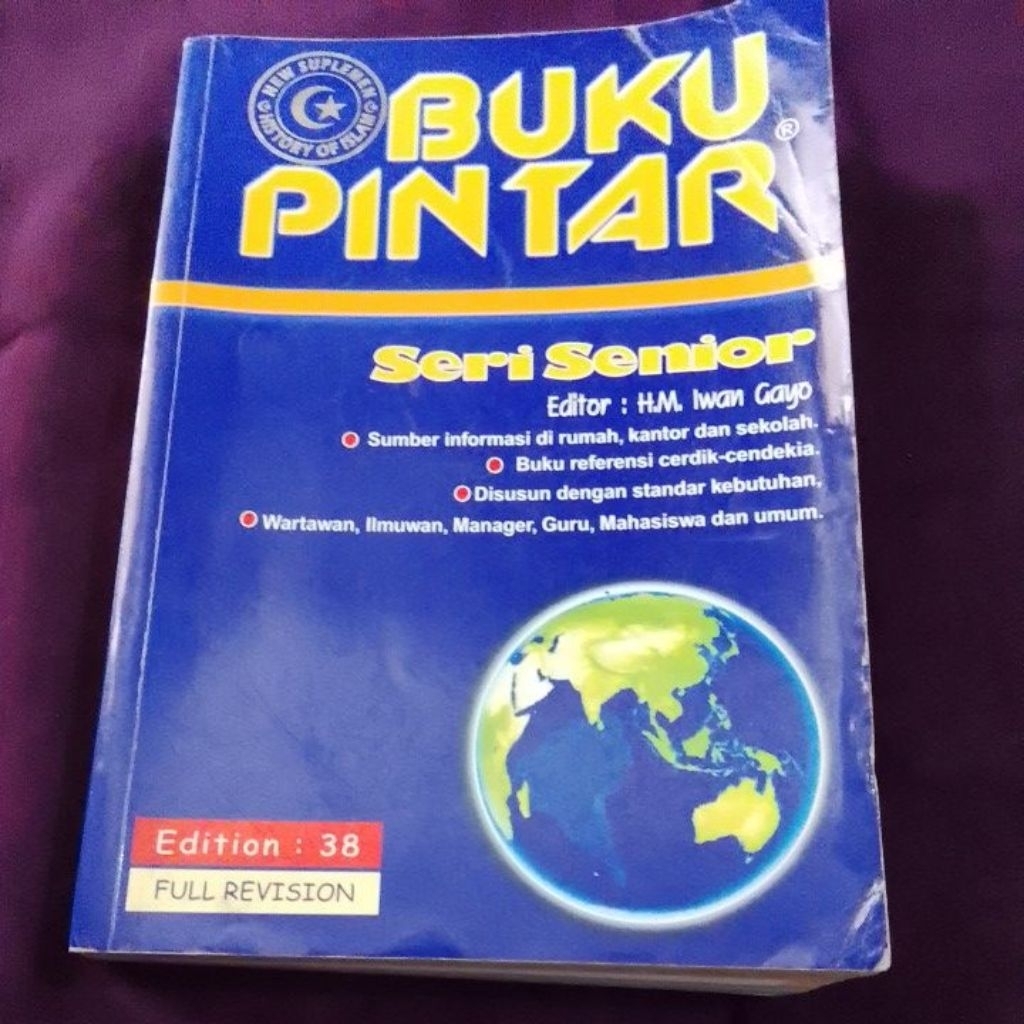 NEW SUPLEMEN
HISTORY OF ISLAM
BUKU
PINTAR®
Seri Senior
Editor : H.M. Iwan Gayo
Sumber informasi di rumah, kantor dan sekolah.
Buku referensi cerdik-cendekia.
Disusun dengan standar kebutuhan,
Wartawan, Ilmuwan, Manager, Guru, Mahasiswa dan umum.
Edition : 38
FULL REVISION